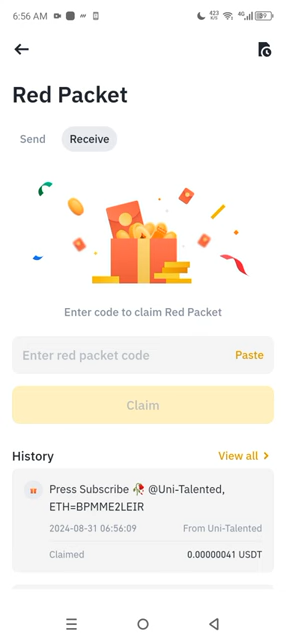 6:56 AM
423
K/S
4G
Red Packet
Send
Receive
Enter code to claim Red Packet
Enter red packet code
Paste
Claim
History
View all
Press Subscribe 🥀 @Uni-Talented,
ETH=BPMME2LEIR
2024-08-31 06:56:09
From Uni-Talented
Claimed
0.00000041 USDT